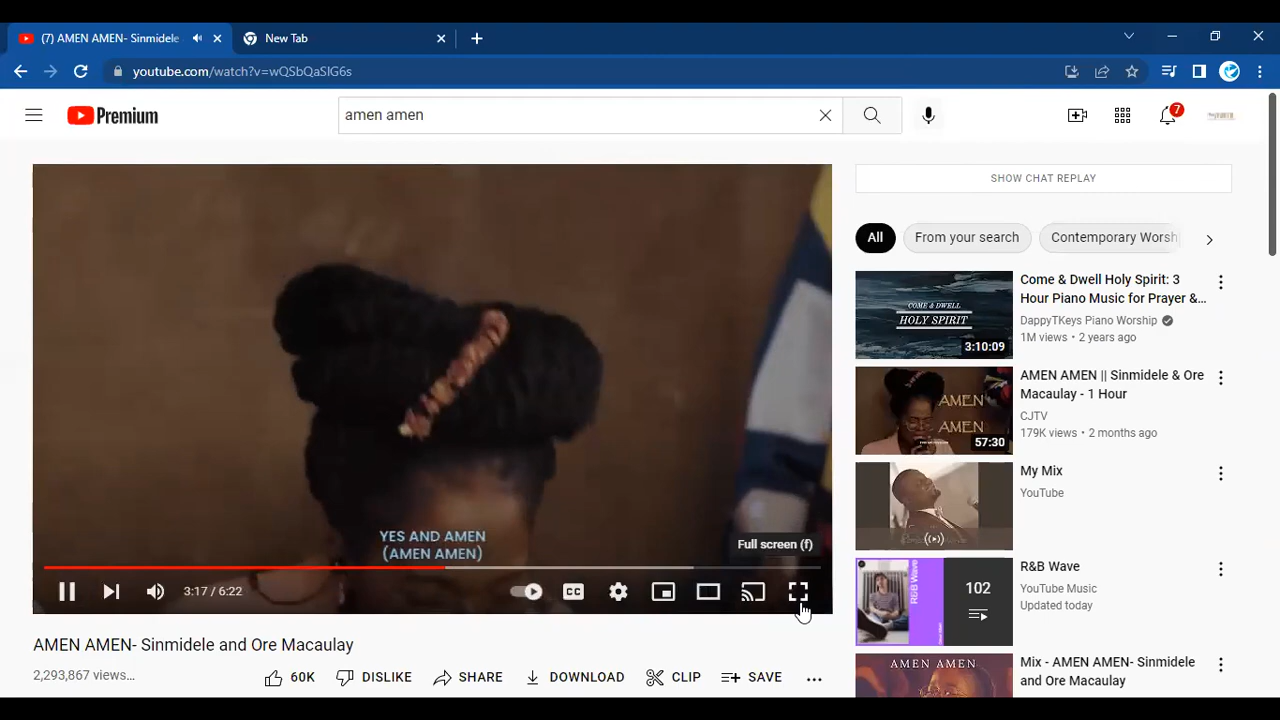 (7) AMEN AMEN- Sinmidele
New Tab
youtube.com/watch?v=wQSbQaSlG6s
Premium
amen amen
7
SHOW CHAT REPLAY
All
From your search
Contemporary Worsh
COME & DWELL
HOLY SPIRIT
3:10:09
Come & Dwell Holy Spirit: 3
Hour Piano Music for Prayer &...
DappyTKeys Piano Worship
1M views • 2 years ago
AMEN
AMEN
57:30
AMEN AMEN || Sinmidele & Ore
Macaulay - 1 Hour
CJTV
179K views • 2 months ago
My Mix
YouTube
YES AND AMEN
(AMEN AMEN)
Full screen (f)
3:17 / 6:22
CC
R&B Wave
102
R&B Wave
YouTube Music
Updated today
AMEN AMEN- Sinmidele and Ore Macaulay
2,293,867 views...
60K
DISLIKE
SHARE
DOWNLOAD
CLIP
SAVE
AMEN AMEN
Mix - AMEN AMEN- Sinmidele
and Ore Macaulay